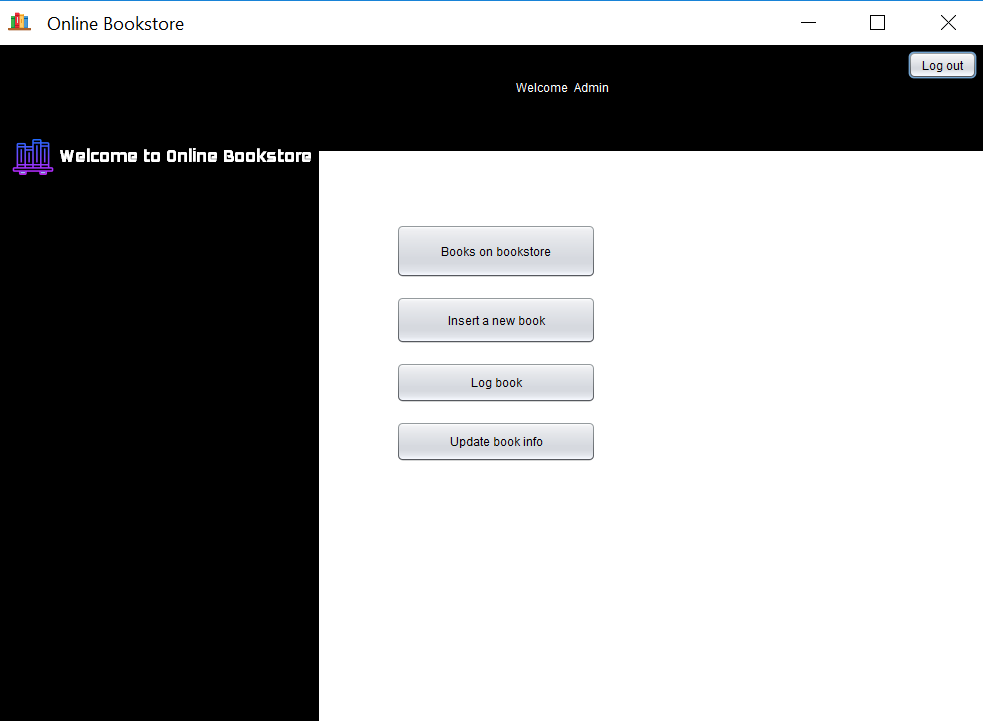 Online Bookstore
Log out
Welcome Admin
Welcome to Online Bookstore
Books on bookstore
Insert a new book
Log book
Update book info